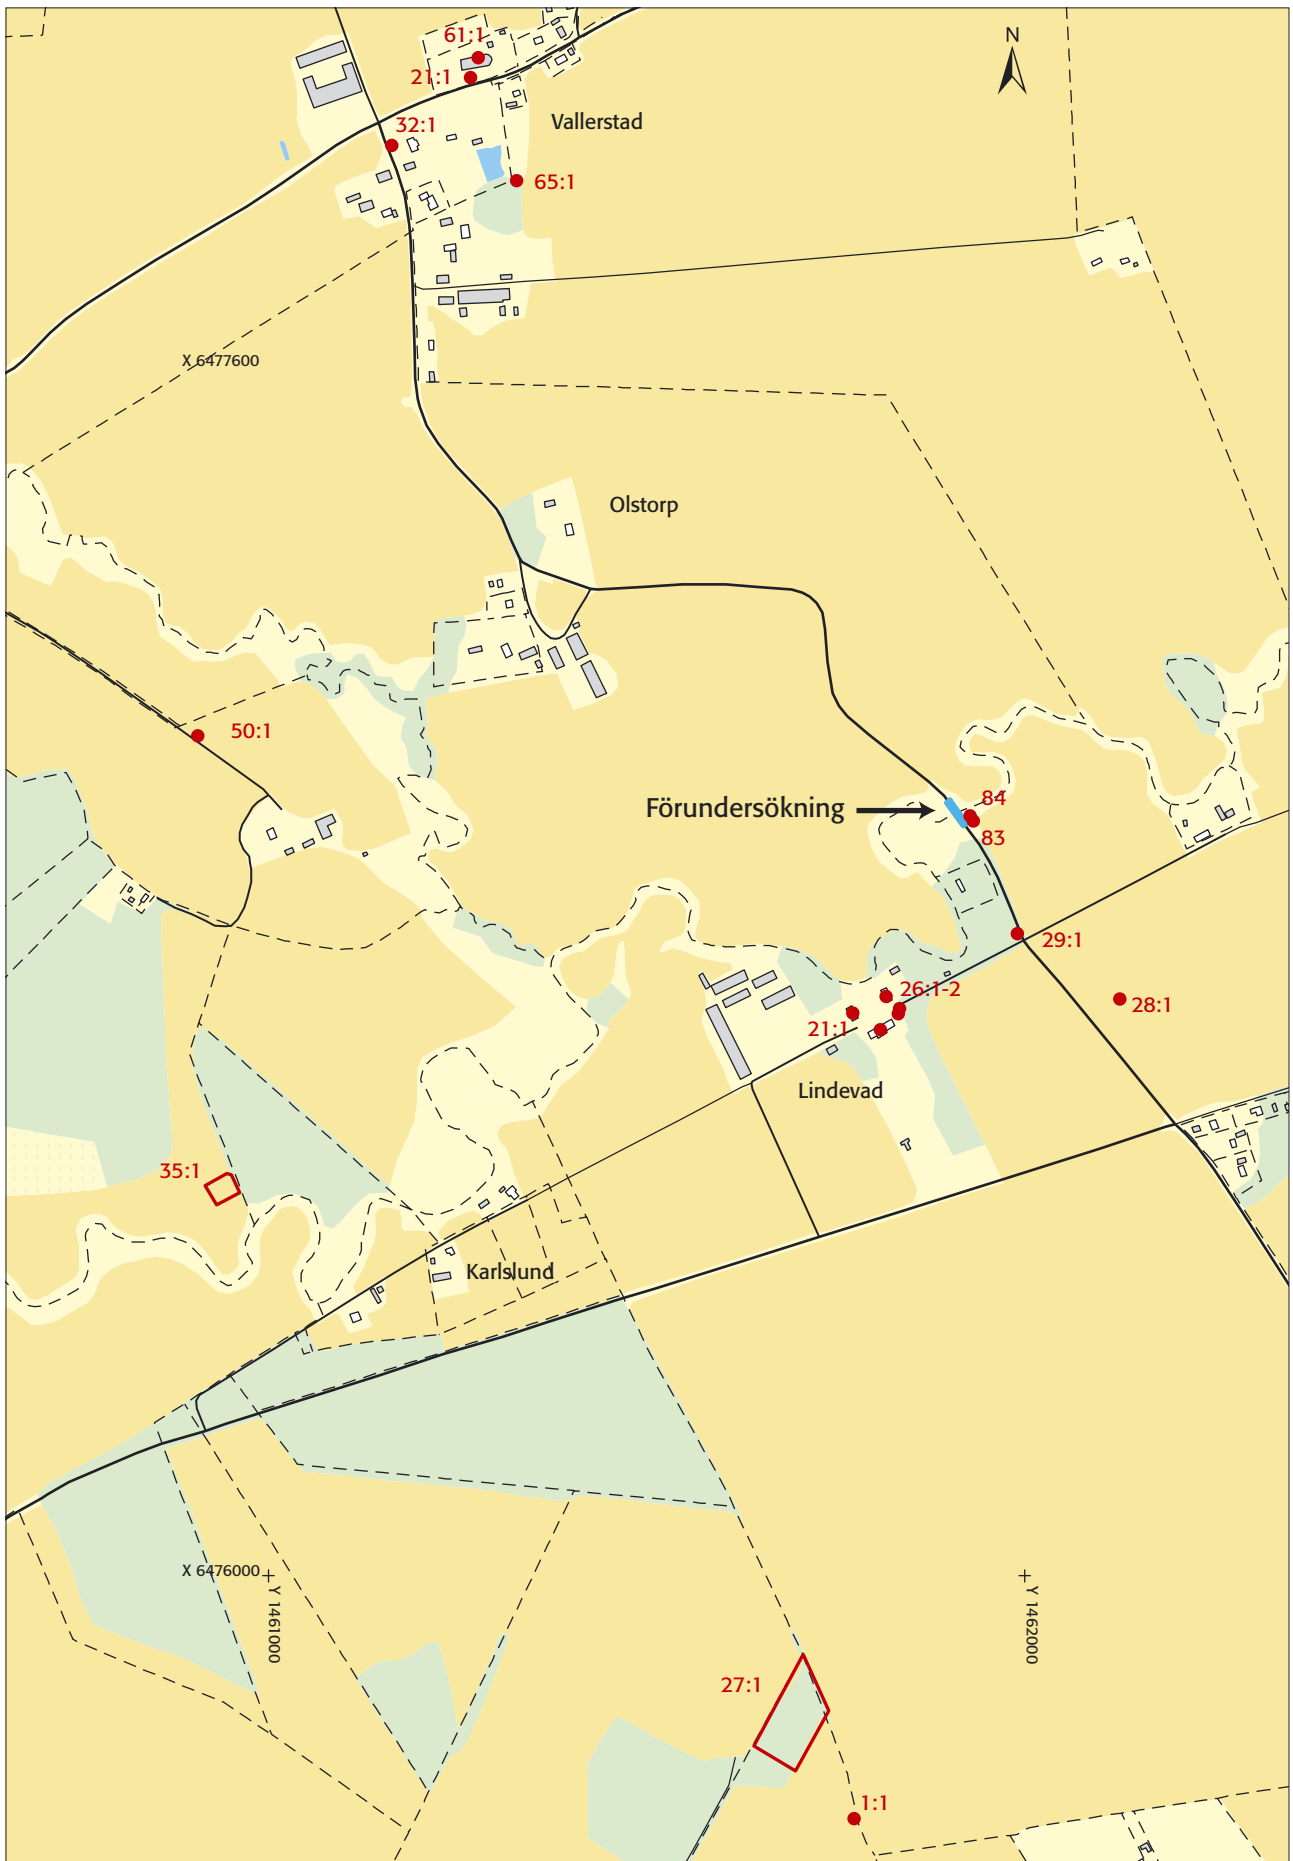 61:1
N
21:1
32:1
Vallerstad
65:1
X 6477600
Olstorp
50:1
84
Förundersökning
83
29:1
26:1-2
28:1
21:1
Lindevad
35:1
Karlslund
X 6476000
Y 1461000
Y 1462000
27:1
1:1